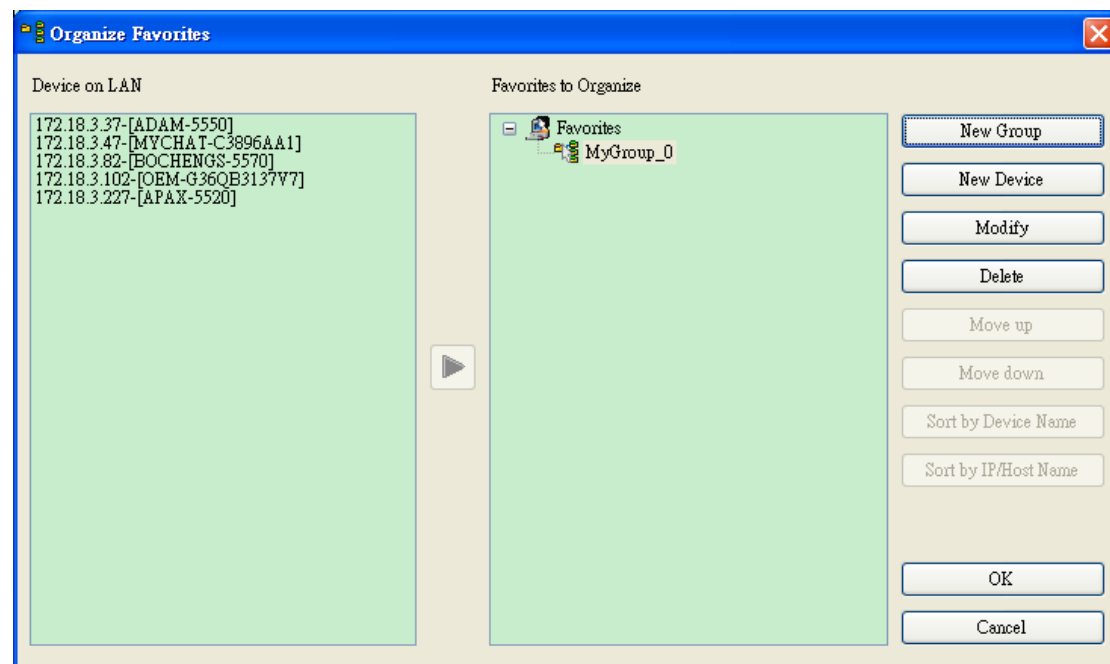 Organize Favorites
Device on LAN
172.18.3.37-[ADAM-5550]
172.18.3.47-[MYCHAT-C3896AA1]
172.18.3.82-[BOCHENGS-5570]
172.18.3.102-[OEM-G36QB3137V7]
172.18.3.227-[APAX-5520]
Favorites to Organize
Favorites
MyGroup_0
New Group
New Device
Modify
Delete
Move up
Move down
Sort by Device Name
Sort by IP/Host Name
OK
Cancel